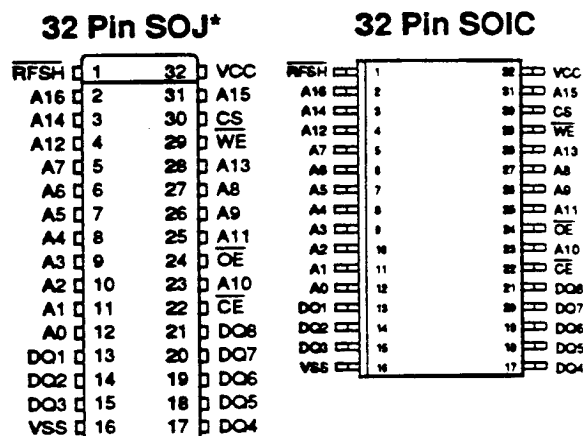 32 Pin SOJ*
RFSH 1 32 VCC
A16 2 31 A15
A14 3 30 CS
A12 4 29 WE
A7 5 28 A13
A6 6 27 A8
A5 7 26 A9
A4 8 25 A11
A3 9 24 OE
A2 10 23 A10
A1 11 22 CE
A0 12 21 DQ8
DQ1 13 20 DQ7
DQ2 14 19 DQ6
DQ3 15 18 DQ5
VSS 16 17 DQ4
32 Pin SOIC
RFSH 1 32 VCC
A16 2 31 A15
A14 3 30 CS
A12 4 29 WE
A7 5 28 A13
A6 6 27 A8
A5 7 26 A9
A4 8 25 A11
A3 9 24 OE
A2 10 23 A10
A1 11 22 CE
A0 12 21 DQ8
DQ1 13 20 DQ7
DQ2 14 19 DQ6
DQ3 15 18 DQ5
VSS 16 17 DQ4